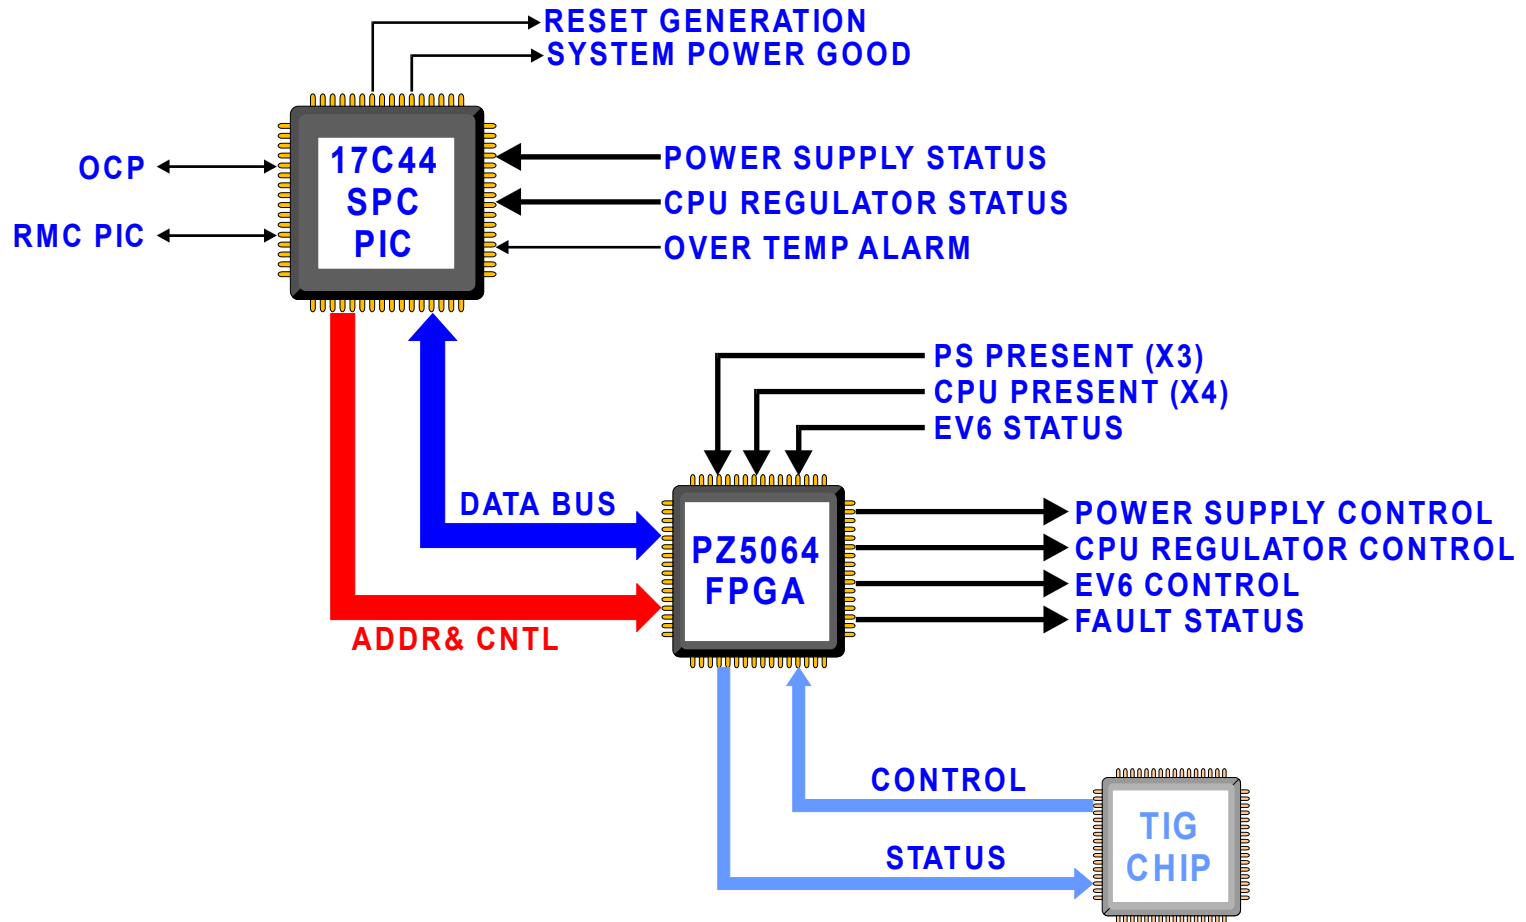 RESET GENERATION
SYSTEM POWER GOOD
17C44
SPC
PIC
OCP
RMC PIC
POWER SUPPLY STATUS
CPU REGULATOR STATUS
OVER TEMP ALARM
PS PRESENT (X3)
CPU PRESENT (X4)
EV6 STATUS
DATA BUS
ADDR& CNTL
PZ5064
FPGA
POWER SUPPLY CONTROL
CPU REGULATOR CONTROL
EV6 CONTROL
FAULT STATUS
CONTROL
STATUS
TIG
CHIP